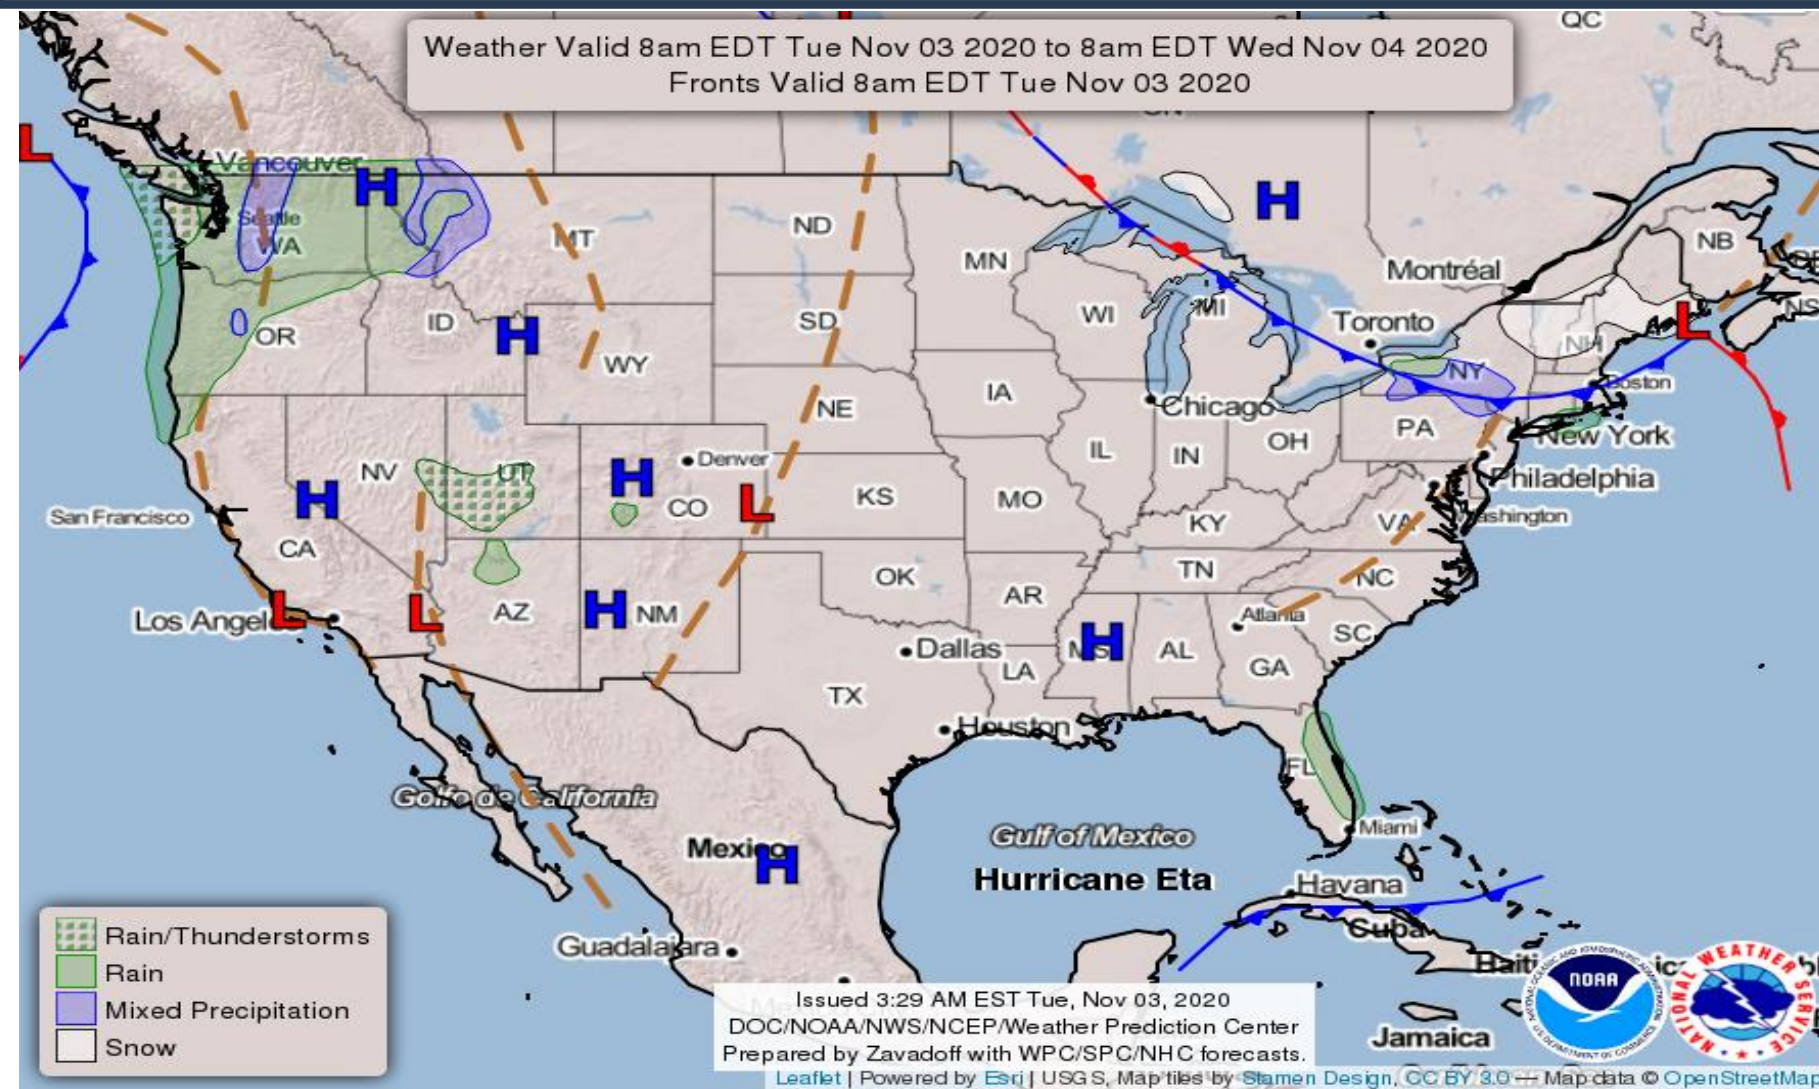 QC
Weather Valid 8am EDT Tue Nov 03 2020 to 8am EDT Wed Nov 04 2020
Fronts Valid 8am EDT Tue Nov 03 2020
L
Vancouver
H
H
Seattle
WA
MT
ND
MN
NB
Montréal
OR
ID
H
WY
SD
WI
MI
Toronto
L
NS
NH
NY
Boston
IA
NE
Chicago
PA
New York
OH
IL
IN
Denver
NV
UT
H
CO
L
KS
MO
KY
VA
Philadelphia
Washington
San Francisco
H
CA
TN
NC
OK
AR
Los Angeles
L
L
AZ
H
NM
Atlanta
SC
Dallas
MS
H
AL
GA
LA
TX
Houston
FL
Golfo de California
Gulf of Mexico
Miami
Mexico
H
Hurricane Eta
Havana
Cuba
Guadalajara
Haiti
Jamaica
Rain/Thunderstorms
Rain
Mixed Precipitation
Snow
Issued 3:29 AM EST Tue, Nov 03, 2020
DOC/NOAA/NWS/NCEP/Weather Prediction Center
Prepared by Zavadoff with WPC/SPC/NHC forecasts.
NOAA
NATIONAL WEATHER SERVICE
Leaflet | Powered by Esri | USGS, Map tiles by Stamen Design, CC BY 3.0 — Map data © OpenStreetMap